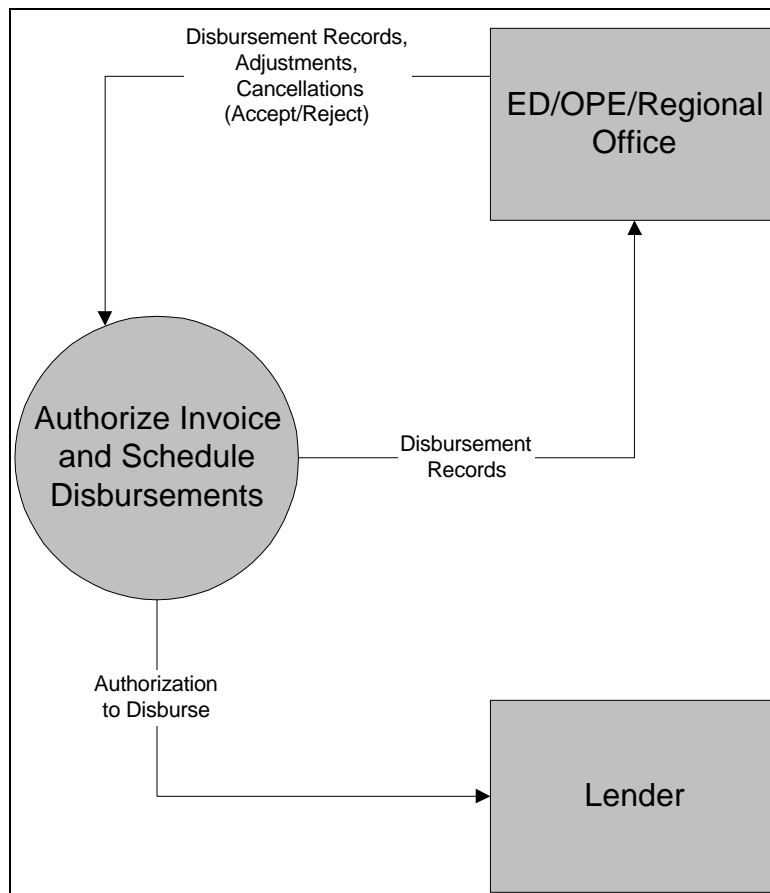 Disbursement Records,
Adjustments,
Cancellations
(Accept/Reject)
ED/OPE/Regional
Office
Authorize Invoice
and Schedule
Disbursements
Disbursement
Records
Authorization
to Disburse
Lender